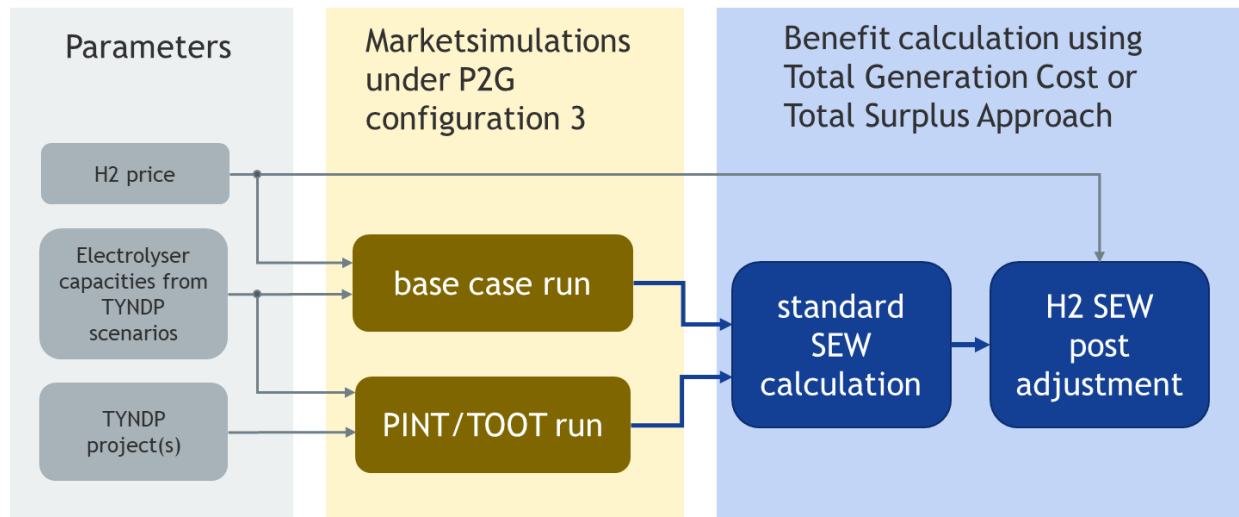 Parameters
H2 price
Electrolyser
capacities from
TYNDP
scenarios
TYNDP
project(s)
Marketsimulations
under P2G
configuration 3
base case run
PINT/TOOT run
Benefit calculation using
Total Generation Cost or
Total Surplus Approach
standard
SEW
calculation
H2 SEW
post
adjustment